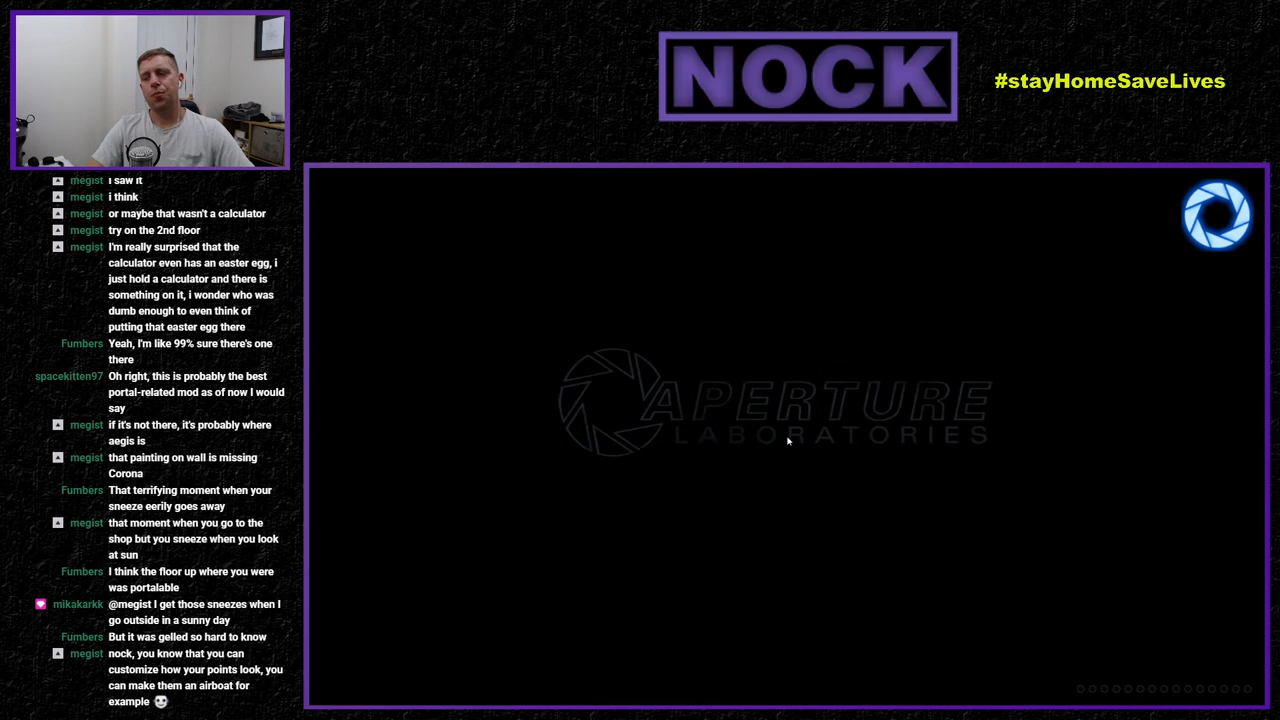 NOCK
#stayHomeSaveLives
megist i saw it
megist i think
megist or maybe that wasn't a calculator
megist try on the 2nd floor
megist I'm really surprised that the
calculator even has an easter egg, i
just hold a calculator and there is
something on it, i wonder who was
dumb enough to even think of
putting that easter egg there
Fumbers Yeah, I'm like 99% sure there's one
there
spacekitten97 Oh right, this is probably the best
portal-related mod as of now I would
say
megist if it's not there, it's probably where
aegis is
megist that painting on wall is missing
Corona
Fumbers That terrifying moment when your
sneeze eerily goes away
megist that moment when you go to the
shop but you sneeze when you look
at sun
Fumbers I think the floor up where you were
was portalable
mikakarkk @megist I get those sneezes when I
go outside in a sunny day
Fumbers But it was gelled so hard to know
megist nock, you know that you can
customize how your points look, you
can make them an airboat for
example
APERTURE
LABORATORIES